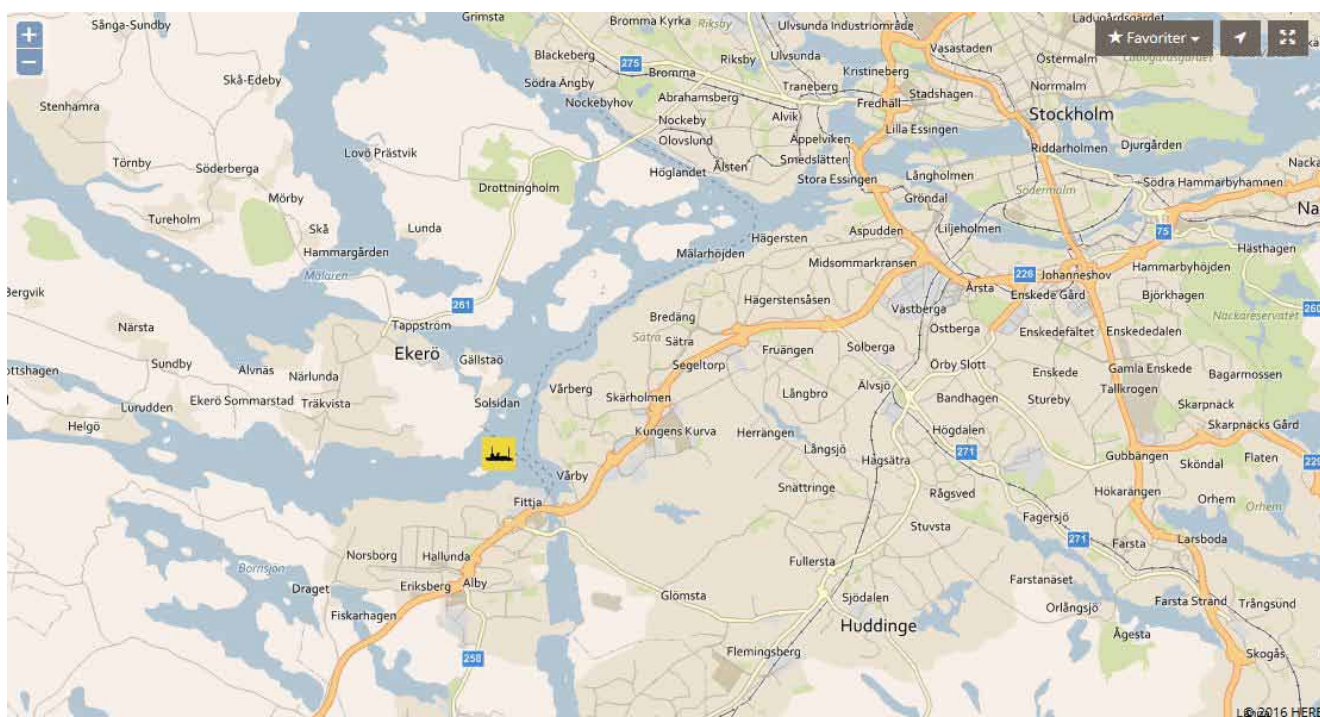 Sånga-Sundby
Grimsta
Bromma Kyrka
Riksby
Ulvsunda Industriområde
Ladugårdsgärdet
+
−
Favoriter
Blackeberg
275
Riksby
Ulvsunda
Vasastaden
Östermalm
Skå-Edeby
Bromma
Kristineberg
Södra Ängby
Traneberg
Stadshagen
Norrmalm
Stenhamra
Nockebyhov
Abrahamsberg
Fredhäll
Nockeby
Alvik
Stockholm
Lilla Essingen
Olovslund
Äppelviken
Lovö Prästvik
Riddarholmen
Djurgården
Törnby
Söderberga
Höglandet
Ålsten
Smedslätten
Nacka
Stora Essingen
Långholmen
Södra Hammarbyhamnen
Drottningholm
Södermalm
Mörby
Gröndal
Na
Tureholm
Skå
Lunda
Aspudden
Liljeholmen
75
Hägersten
Hästhagen
Hammargården
Mälarhöjden
Midsommarkransen
Hammarbyhöjden
Mälaren
226
Johanneshov
Bergvik
Årsta
Enskede Gård
Björkhagen
261
Hägerstensåsen
Västberga
260
Bredäng
Nackareservatet
Närsta
Tappström
Östberga
Enskedefältet
Enskededalen
Sätra
Sätra
Fruängen
Solberga
Ekerö
Gällstaö
Segeltorp
Örby Slott
Gamla Enskede
Sundby
Älvnäs
Närlunda
Enskede
Bagarmossen
ottshagen
Vårberg
Långbro
Älvsjö
Tallkrogen
Skärholmen
Bandhagen
Stureby
Lurudden
Ekerö Sommarstad
Träkvista
Solsidan
Skarpnäck
Helgö
Kungens Kurva
Herrängen
Högdalen
Skarpnäcks Gård
Långsjö
271
Gubbängen
Hagsätra
Sköndal
Flaten
229
Vårby
Snättringe
Rågsved
Hökarängen
Orhem
Fittja
Orhem
Fagersjö
Stuvsta
271
Farsta
Larsboda
Norsborg
Hallunda
Fullersta
Bornsjön
Draget
Eriksberg
Alby
Farstanäset
Glömsta
Sjödalen
Farsta Strand
Trångsund
Orlångsjö
Fiskarhagen
Huddinge
Ågesta
258
Flemingsberg
Skogås
© 2016 HERE